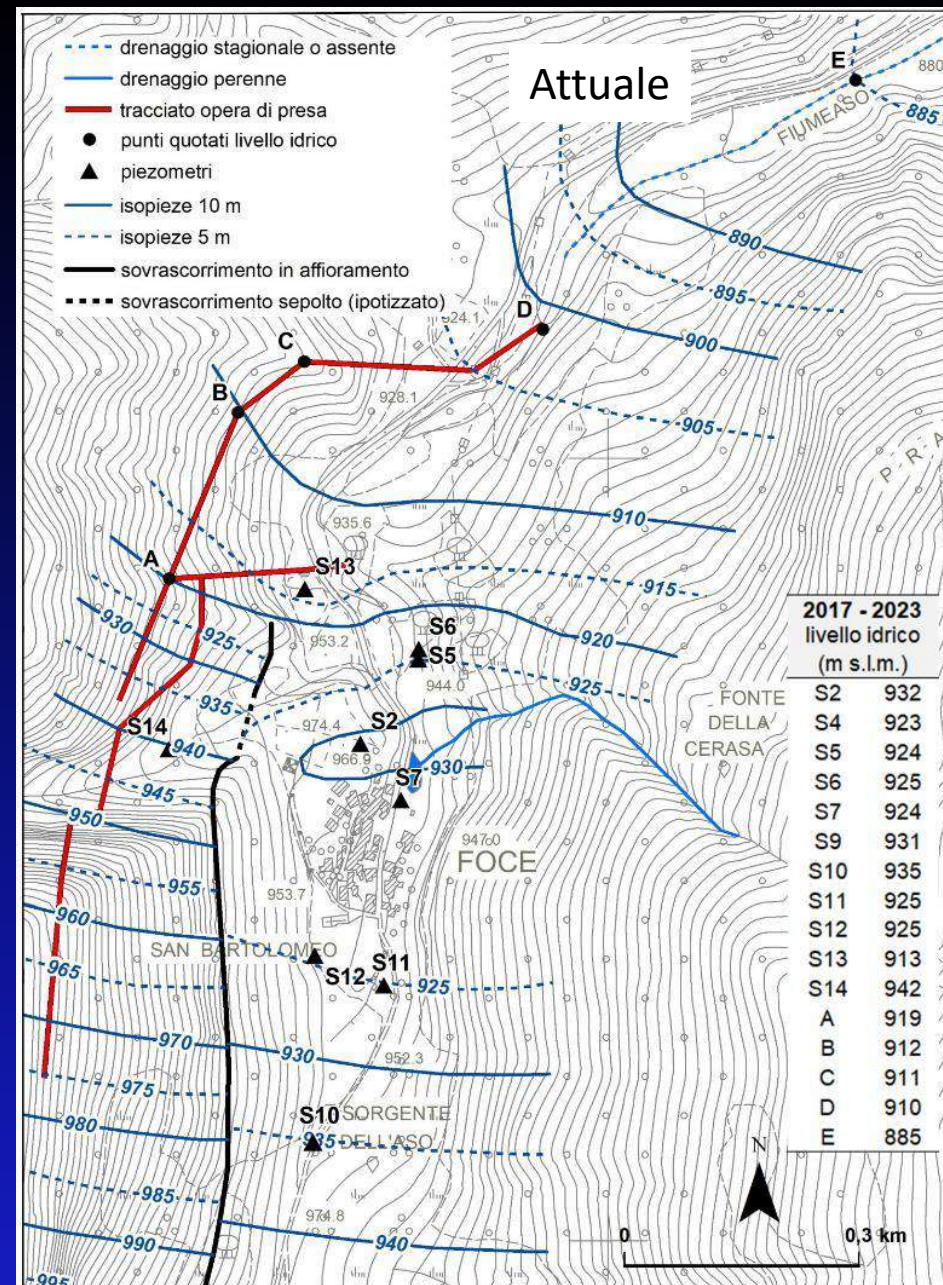 Attuale
drenaggio stagionale o assente
drenaggio perenne
tracciato opera di presa
punti quotati livello idrico
piezometri
isopieze 10 m
isopieze 5 m
sovrascorrimento in affioramento
sovrascorrimento sepolto (ipotizzato)
E
880
885
FIUME ASO
890
895
D
924.1
900
C
928.1
B
905
P - R - A
910
935.6
A
S13
915
930
925
953.2
920
S6
S5
935
944.0
925
FONTE
DELLA
CERASA
S14
974.4
S2
940
966.9
930
S7
945
950
947.0
FOCE
955
953.7
960
SAN BARTOLOMEO
965
S12
S11
925
970
930
952.3
975
980
S10
SORGENTE
DELL'ASO
935
985
974.8
990
940
995
2017 - 2023
livello idrico
(m s.l.m.)
S2 932
S4 923
S5 924
S6 925
S7 924
S9 931
S10 935
S11 925
S12 925
S13 913
S14 942
A 919
B 912
C 911
D 910
E 885
N
0 0,3 km